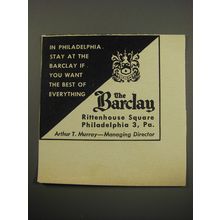 IN PHILADELPHIA
STAY AT THE
BARCLAY IF
YOU WANT
THE BEST OF
EVERYTHING
The
Barclay
Rittenhouse Square
Philadelphia 3, Pa.
Arthur T. Murray—Managing Director